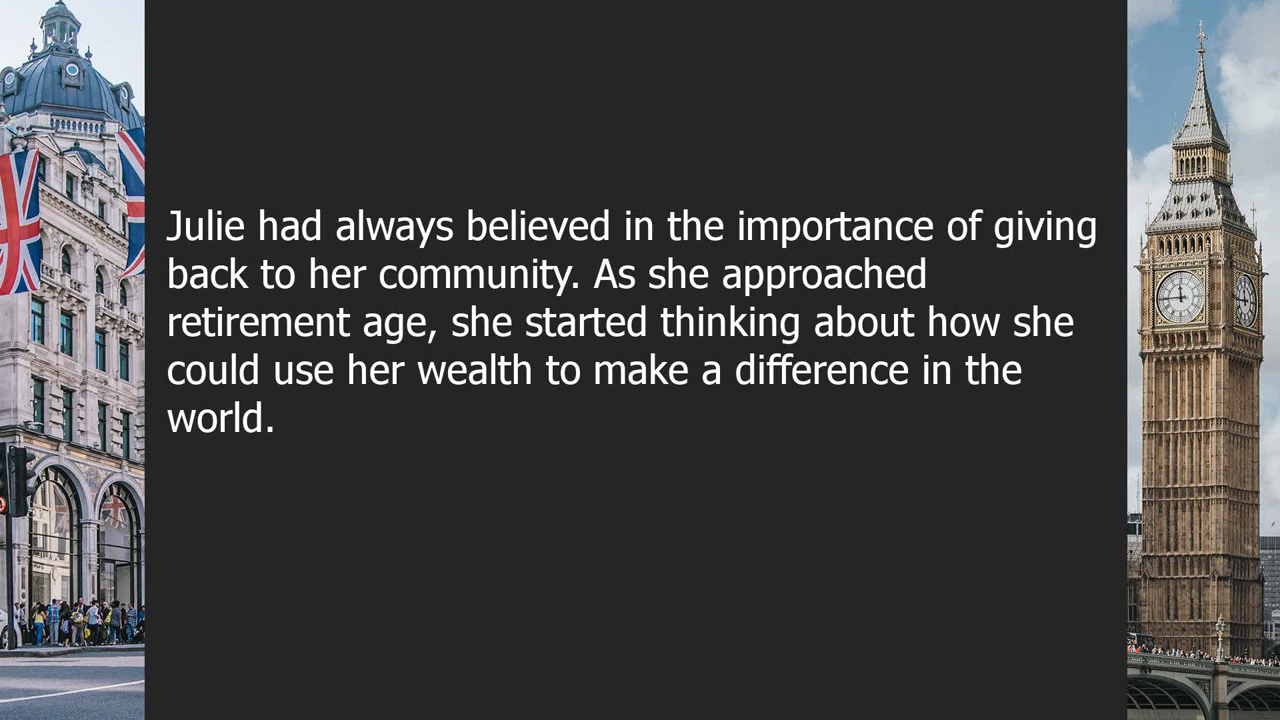 Julie had always believed in the importance of giving
back to her community. As she approached
retirement age, she started thinking about how she
could use her wealth to make a difference in the
world.